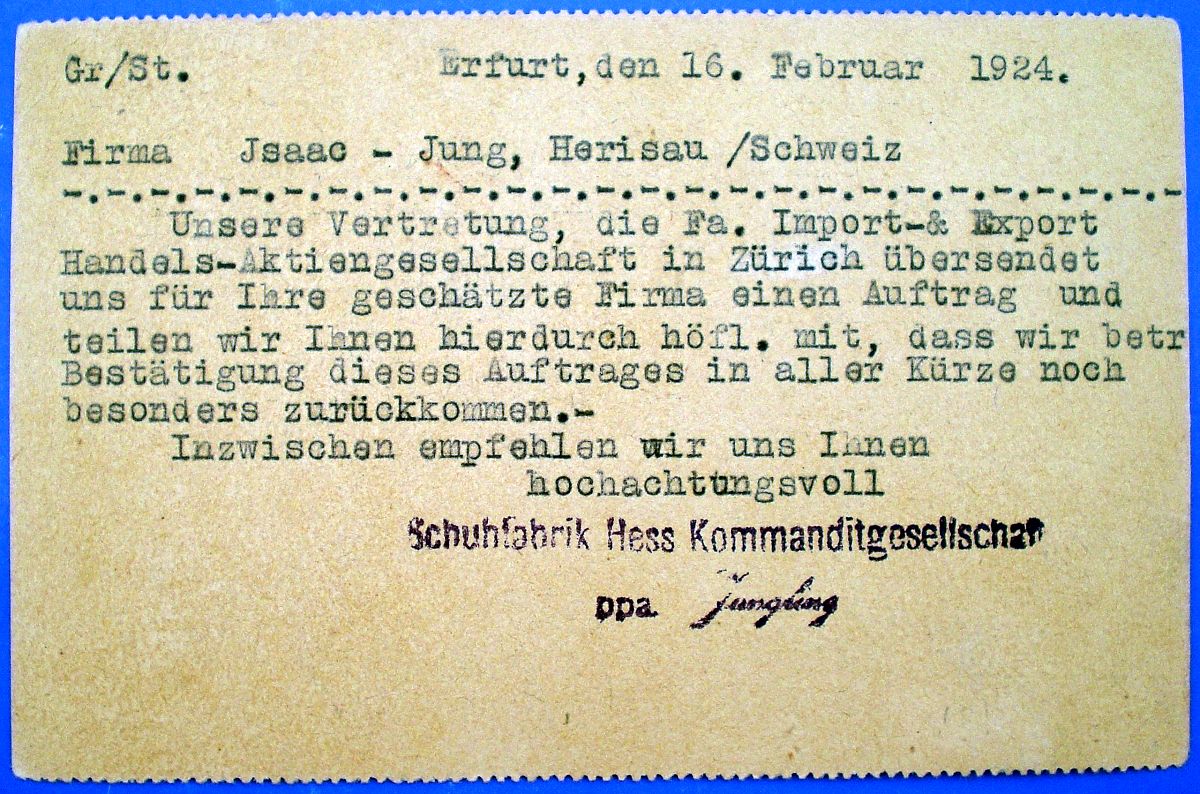 Gr/St. Erfurt, den 16. Februar 1924.
Firma Jsaac - Jung, Herisau /Schweiz
-.-.-.-.-.-.-.-.-.-.-.-.-.-.-.-.-.-.-.-.-.-.-.-.-
Unsere Vertretung, die Fa. Import-& Export
Handels-Aktiengesellschaft in Zürich übersendet
uns für Ihre geschätzte Firma einen Auftrag und
teilen wir Ihnen hierdurch höfl. mit, dass wir betr
Bestätigung dieses Auftrages in aller Kürze noch
besonders zurückkommen.-
Inzwischen empfehlen wir uns Ihnen
hochachtungsvoll
Schuhfabrik Hess Kommanditgesellschaft
ppa Jungling